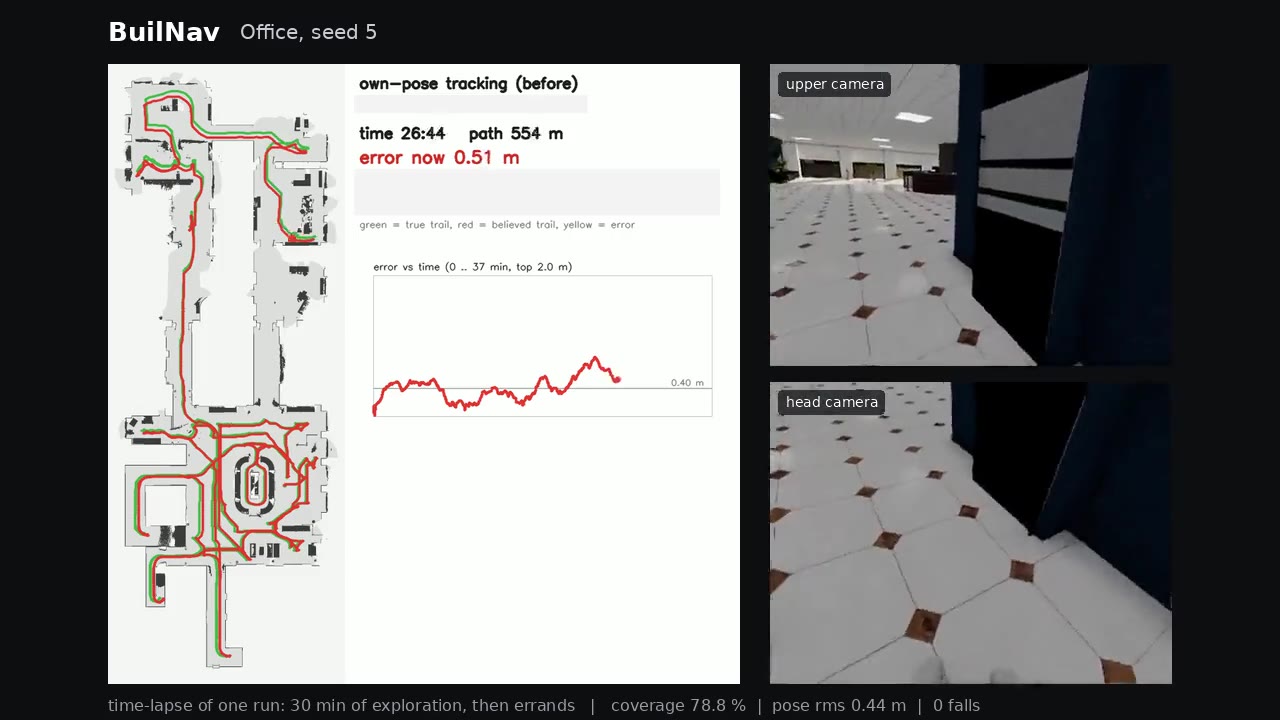 BuilNav Office, seed 5
own-pose tracking (before)
time 26:44 path 554 m
error now 0.51 m
green = true trail, red = believed trail, yellow = error
error vs time (0 .. 37 min, top 2.0 m)
0.40 m
upper camera
head camera
time-lapse of one run: 30 min of exploration, then errands | coverage 78.8 % | pose rms 0.44 m | 0 falls